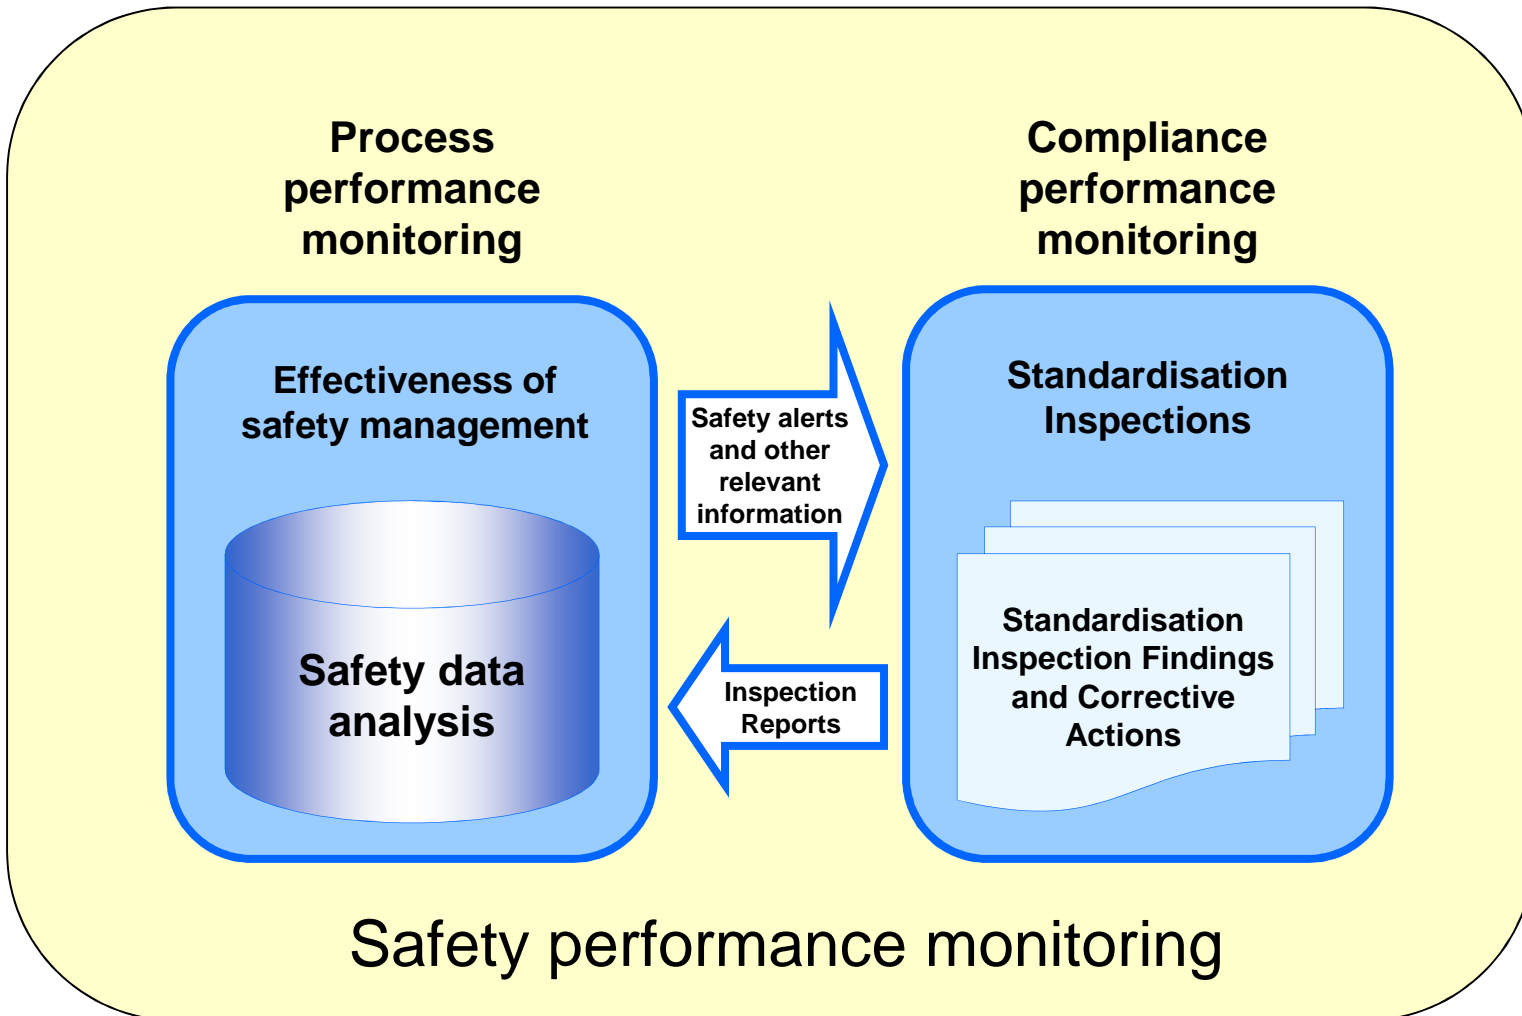 Process
performance
monitoring
Compliance
performance
monitoring
Effectiveness of
safety management
Safety data
analysis
Safety alerts
and other
relevant
information
Inspection
Reports
Standardisation
Inspections
Standardisation
Inspection Findings
and Corrective
Actions
Safety performance monitoring